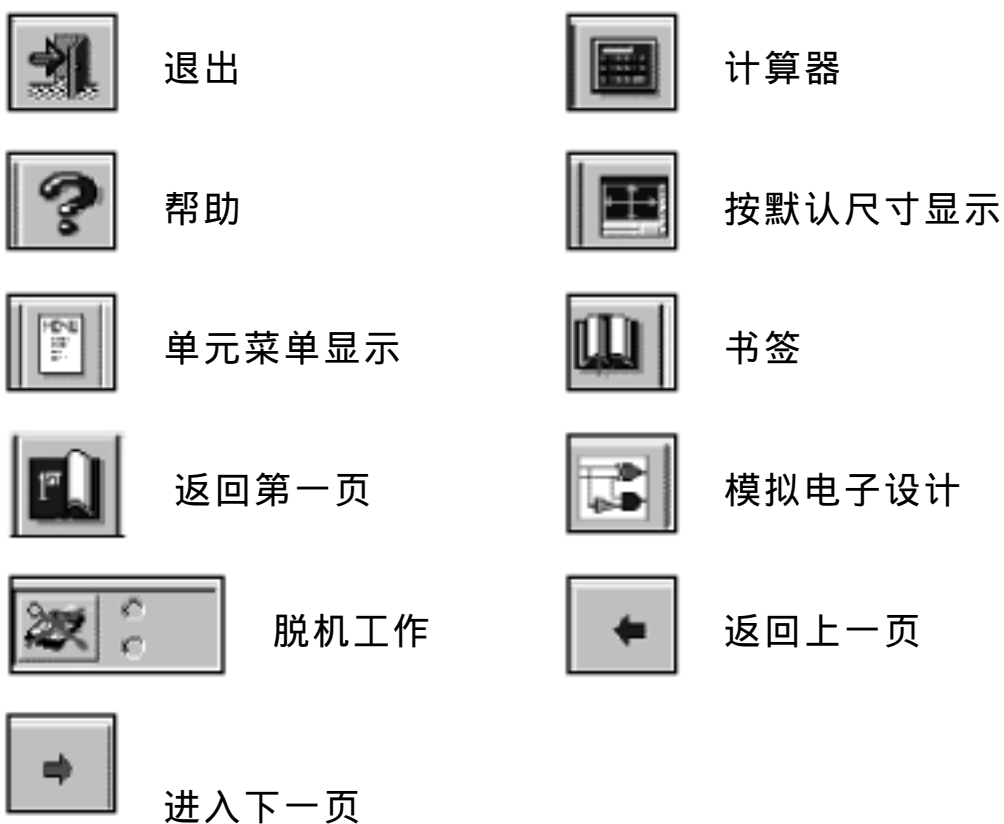 退出
计算器
帮助
按默认尺寸显示
MENU
单元菜单显示
书签
1ST
返回第一页
模拟电子设计
脱机工作
返回上一页
进入下一页